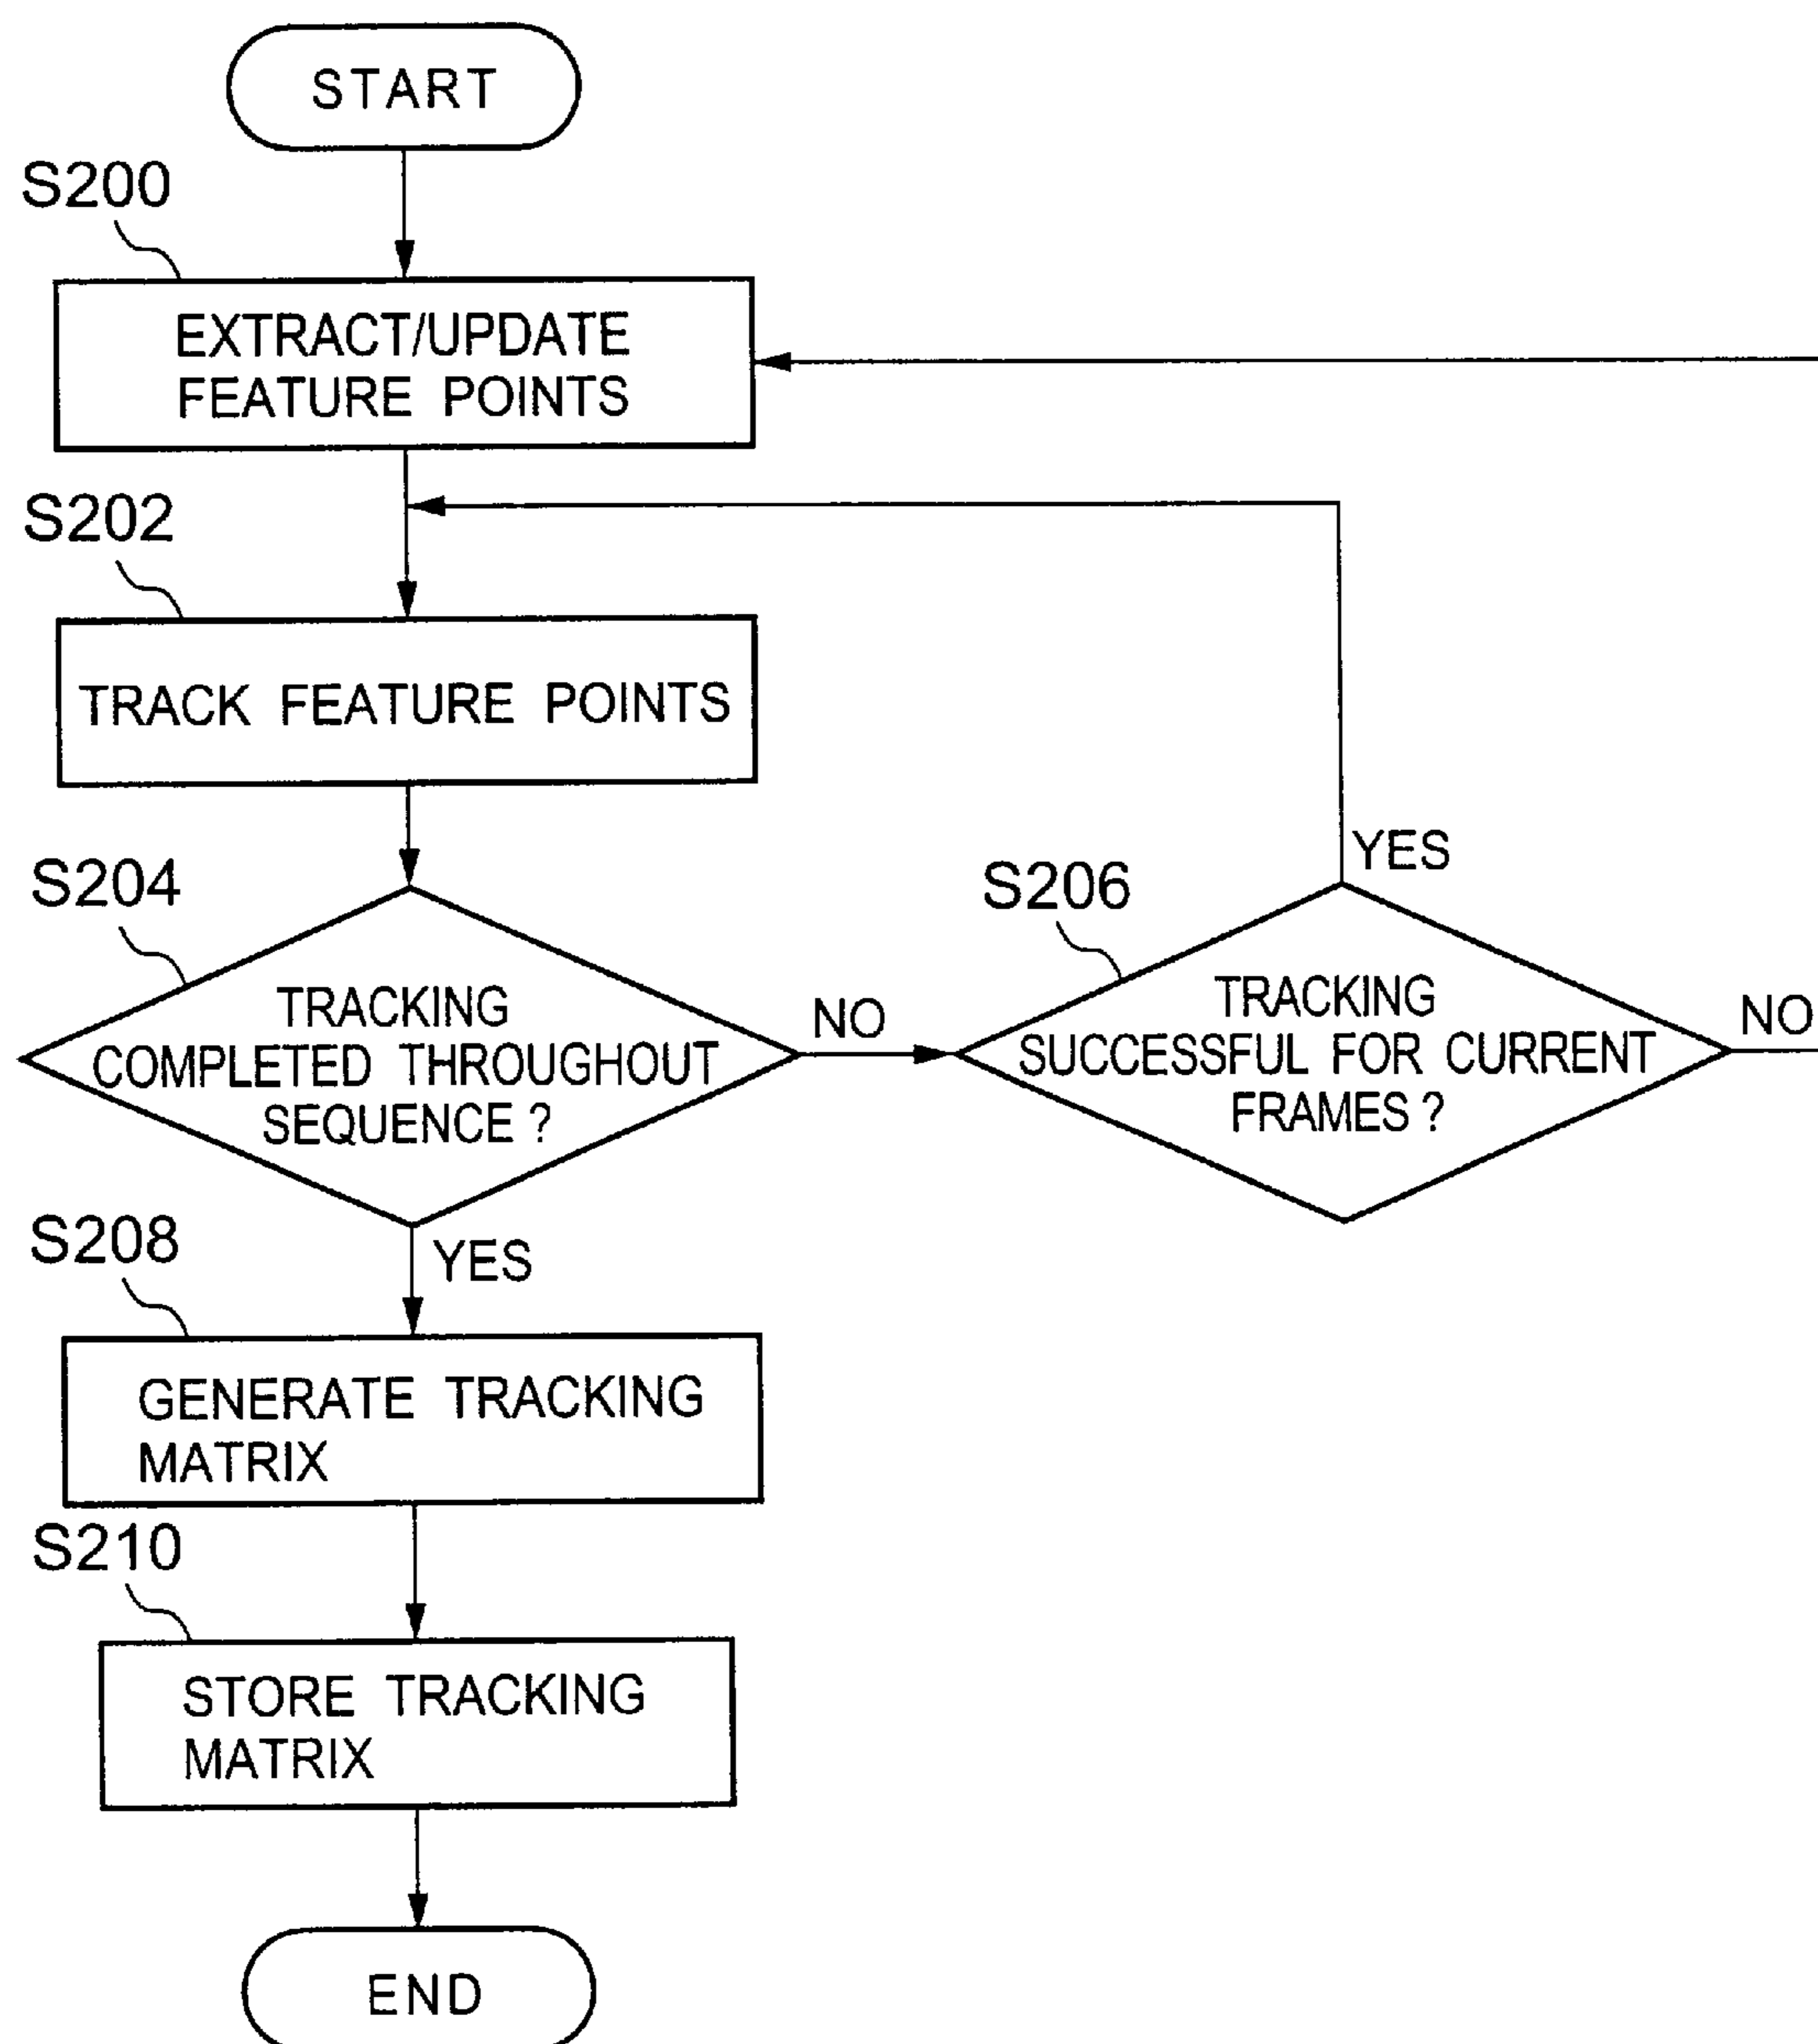 START
S200
EXTRACT/UPDATE
FEATURE POINTS
S202
TRACK FEATURE POINTS
S204
TRACKING
COMPLETED THROUGHOUT
SEQUENCE ?
NO
YES
S206
TRACKING
SUCCESSFUL FOR CURRENT
FRAMES ?
YES
NO
S208
GENERATE TRACKING
MATRIX
S210
STORE TRACKING
MATRIX
END